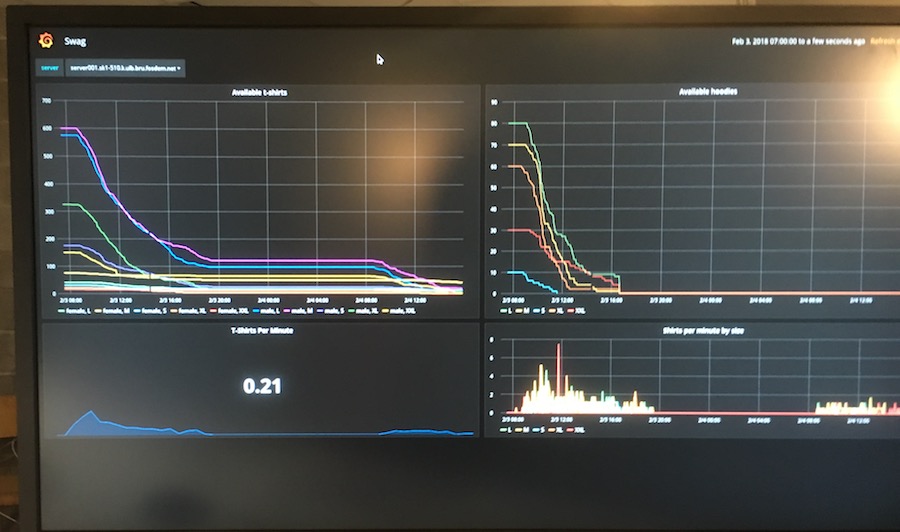 Swag
Feb 3, 2018 07:00:00 to a few seconds ago Refresh
server server001.sk1-510.k.ulb.bru.fosdem.net
Available t-shirts
700
600
500
400
300
200
100
0
2/3 08:00 2/3 12:00 2/3 16:00 2/3 20:00 2/4 00:00 2/4 04:00 2/4 08:00 2/4 12:00
female, L female, M female, S female, XL female, XXL male, L male, M male, S male, XL male, XXL
Available hoodies
90
80
70
60
50
40
30
20
10
0
2/3 08:00 2/3 12:00 2/3 16:00 2/3 20:00 2/4 00:00 2/4 04:00 2/4 08:00 2/4 12:00
L M S XL XXL
T-Shirts Per Minute
0.21
Shirts per minute by size
8
6
4
2
0
2/3 08:00 2/3 12:00 2/3 16:00 2/3 20:00 2/4 00:00 2/4 04:00 2/4 08:00 2/4 12:00
L M S XL XXL